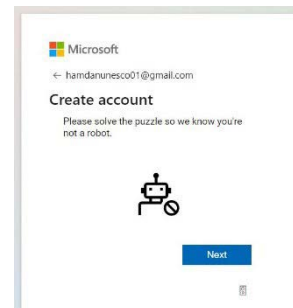 Microsoft
← hamdanunesco01@gmail.com
Create account
Please solve the puzzle so we know you're
not a robot.
Next